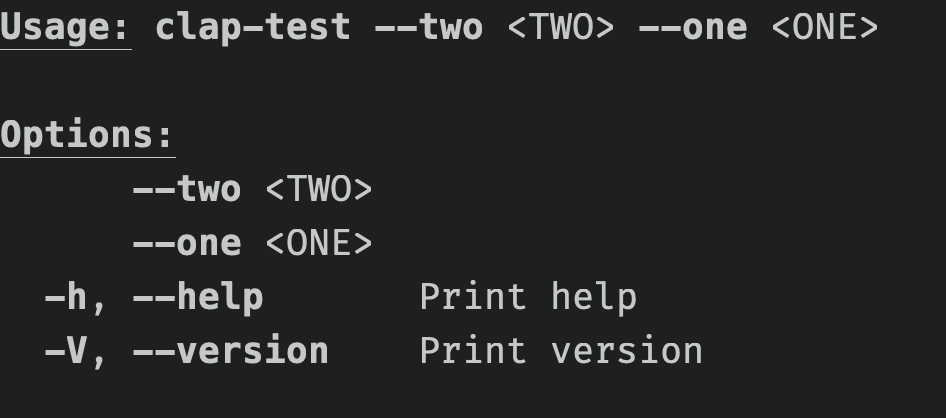 Usage: clap-test --two <TWO> --one <ONE>
Options:
--two <TWO>
--one <ONE>
-h, --help Print help
-V, --version Print version